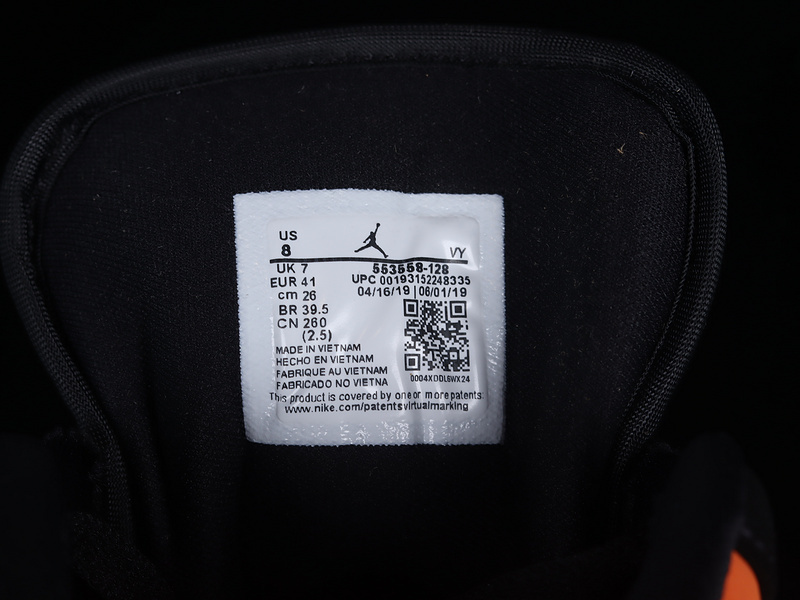 US
8
VY
UK 7
EUR 41
cm 26
BR 39.5
CN 260
(2.5)
553558-128
UPC 00193152248335
04/16/19 | 06/01/19
0004XDDL6WX24
MADE IN VIETNAM
HECHO EN VIETNAM
FABRIQUE AU VIETNAM
FABRICADO NO VIETNA
This product is covered by one or more patents.
www.nike.com/patentsvirtualmarking